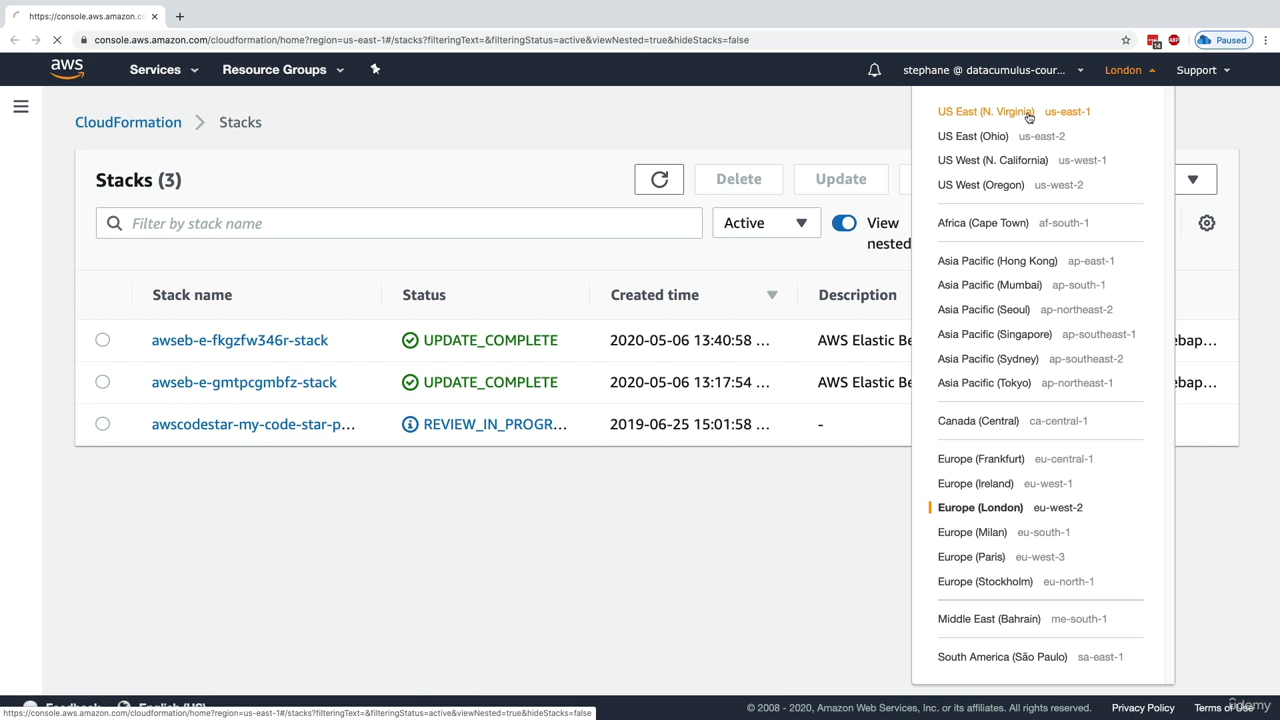 https://console.aws.amazon.co
console.aws.amazon.com/cloudformation/home?region=us-east-1#/stacks?filteringText=&filteringStatus=active&viewNested=true&hideStacks=false
14
ABP
Paused
aws
Services
Resource Groups
stephane @ datacumulus-cour...
London
Support
CloudFormation
Stacks
Stacks (3)
Delete
Update
Filter by stack name
Active
View nested
Stack name
Status
Created time
Description
awseb-e-fkgzfw346r-stack
UPDATE_COMPLETE
2020-05-06 13:40:58 ...
AWS Elastic Be
ebap...
awseb-e-gmtpcgmbfz-stack
UPDATE_COMPLETE
2020-05-06 13:17:54 ...
AWS Elastic Be
ebap...
awscodestar-my-code-star-p...
REVIEW_IN_PROGR...
2019-06-25 15:01:58 ...
-
US East (N. Virginia) us-east-1
US East (Ohio) us-east-2
US West (N. California) us-west-1
US West (Oregon) us-west-2
Africa (Cape Town) af-south-1
Asia Pacific (Hong Kong) ap-east-1
Asia Pacific (Mumbai) ap-south-1
Asia Pacific (Seoul) ap-northeast-2
Asia Pacific (Singapore) ap-southeast-1
Asia Pacific (Sydney) ap-southeast-2
Asia Pacific (Tokyo) ap-northeast-1
Canada (Central) ca-central-1
Europe (Frankfurt) eu-central-1
Europe (Ireland) eu-west-1
Europe (London) eu-west-2
Europe (Milan) eu-south-1
Europe (Paris) eu-west-3
Europe (Stockholm) eu-north-1
Middle East (Bahrain) me-south-1
South America (São Paulo) sa-east-1
Feedback
English (US)
© 2008 - 2020, Amazon Web Services, Inc. or its affiliates. All rights reserved.
Privacy Policy
Terms of Use
https://console.aws.amazon.com/cloudformation/home?region=us-east-1#/stacks?filteringText=&filteringStatus=active&viewNested=true&hideStacks=false
ûdemy